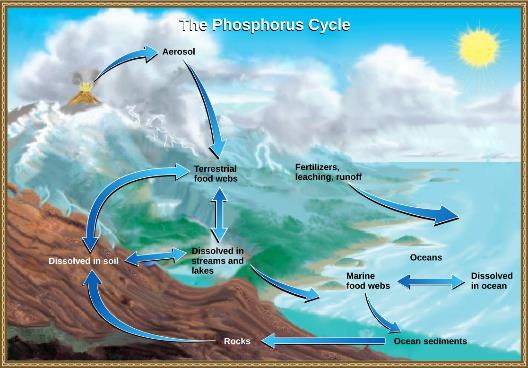 The Phosphorus Cycle
Aerosol
Terrestrial
food webs
Fertilizers,
leaching, runoff
Dissolved in soil
Dissolved in
streams and
lakes
Oceans
Marine
food webs
Dissolved
in ocean
Rocks
Ocean sediments